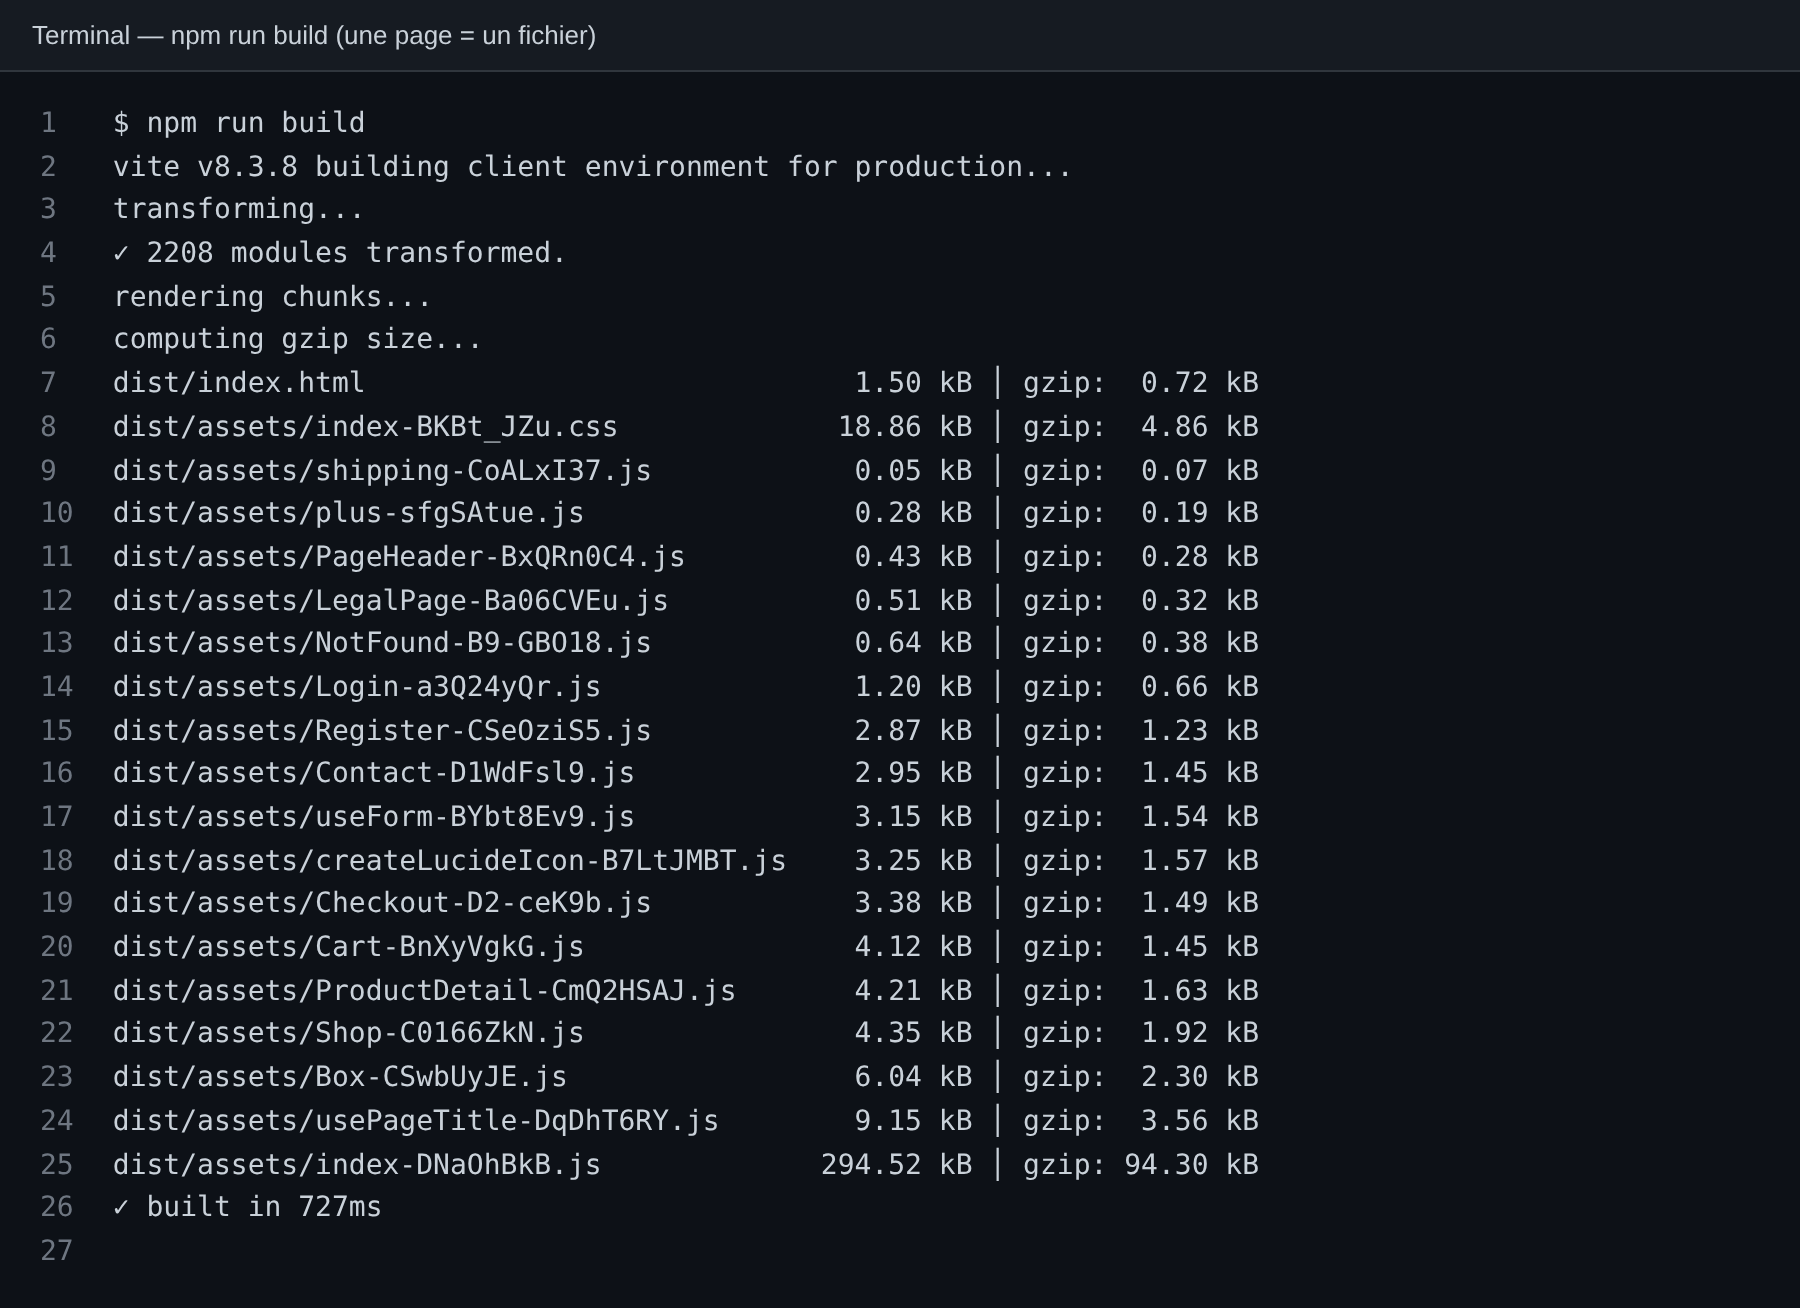 Terminal — npm run build (une page = un fichier)
1 $ npm run build
2 vite v8.3.8 building client environment for production...
3 transforming...
4 ✓ 2208 modules transformed.
5 rendering chunks...
6 computing gzip size...
7 dist/index.html 1.50 kB │ gzip: 0.72 kB
8 dist/assets/index-BKBt_JZu.css 18.86 kB │ gzip: 4.86 kB
9 dist/assets/shipping-CoALxI37.js 0.05 kB │ gzip: 0.07 kB
10 dist/assets/plus-sfgSAtue.js 0.28 kB │ gzip: 0.19 kB
11 dist/assets/PageHeader-BxQRn0C4.js 0.43 kB │ gzip: 0.28 kB
12 dist/assets/LegalPage-Ba06CVEu.js 0.51 kB │ gzip: 0.32 kB
13 dist/assets/NotFound-B9-GBO18.js 0.64 kB │ gzip: 0.38 kB
14 dist/assets/Login-a3Q24yQr.js 1.20 kB │ gzip: 0.66 kB
15 dist/assets/Register-CSeOziS5.js 2.87 kB │ gzip: 1.23 kB
16 dist/assets/Contact-D1WdFsl9.js 2.95 kB │ gzip: 1.45 kB
17 dist/assets/useForm-BYbt8Ev9.js 3.15 kB │ gzip: 1.54 kB
18 dist/assets/createLucideIcon-B7LtJMBT.js 3.25 kB │ gzip: 1.57 kB
19 dist/assets/Checkout-D2-ceK9b.js 3.38 kB │ gzip: 1.49 kB
20 dist/assets/Cart-BnXyVgkG.js 4.12 kB │ gzip: 1.45 kB
21 dist/assets/ProductDetail-CmQ2HSAJ.js 4.21 kB │ gzip: 1.63 kB
22 dist/assets/Shop-C0166ZkN.js 4.35 kB │ gzip: 1.92 kB
23 dist/assets/Box-CSwbUyJE.js 6.04 kB │ gzip: 2.30 kB
24 dist/assets/usePageTitle-DqDhT6RY.js 9.15 kB │ gzip: 3.56 kB
25 dist/assets/index-DNaOhBkB.js 294.52 kB │ gzip: 94.30 kB
26 ✓ built in 727ms
27